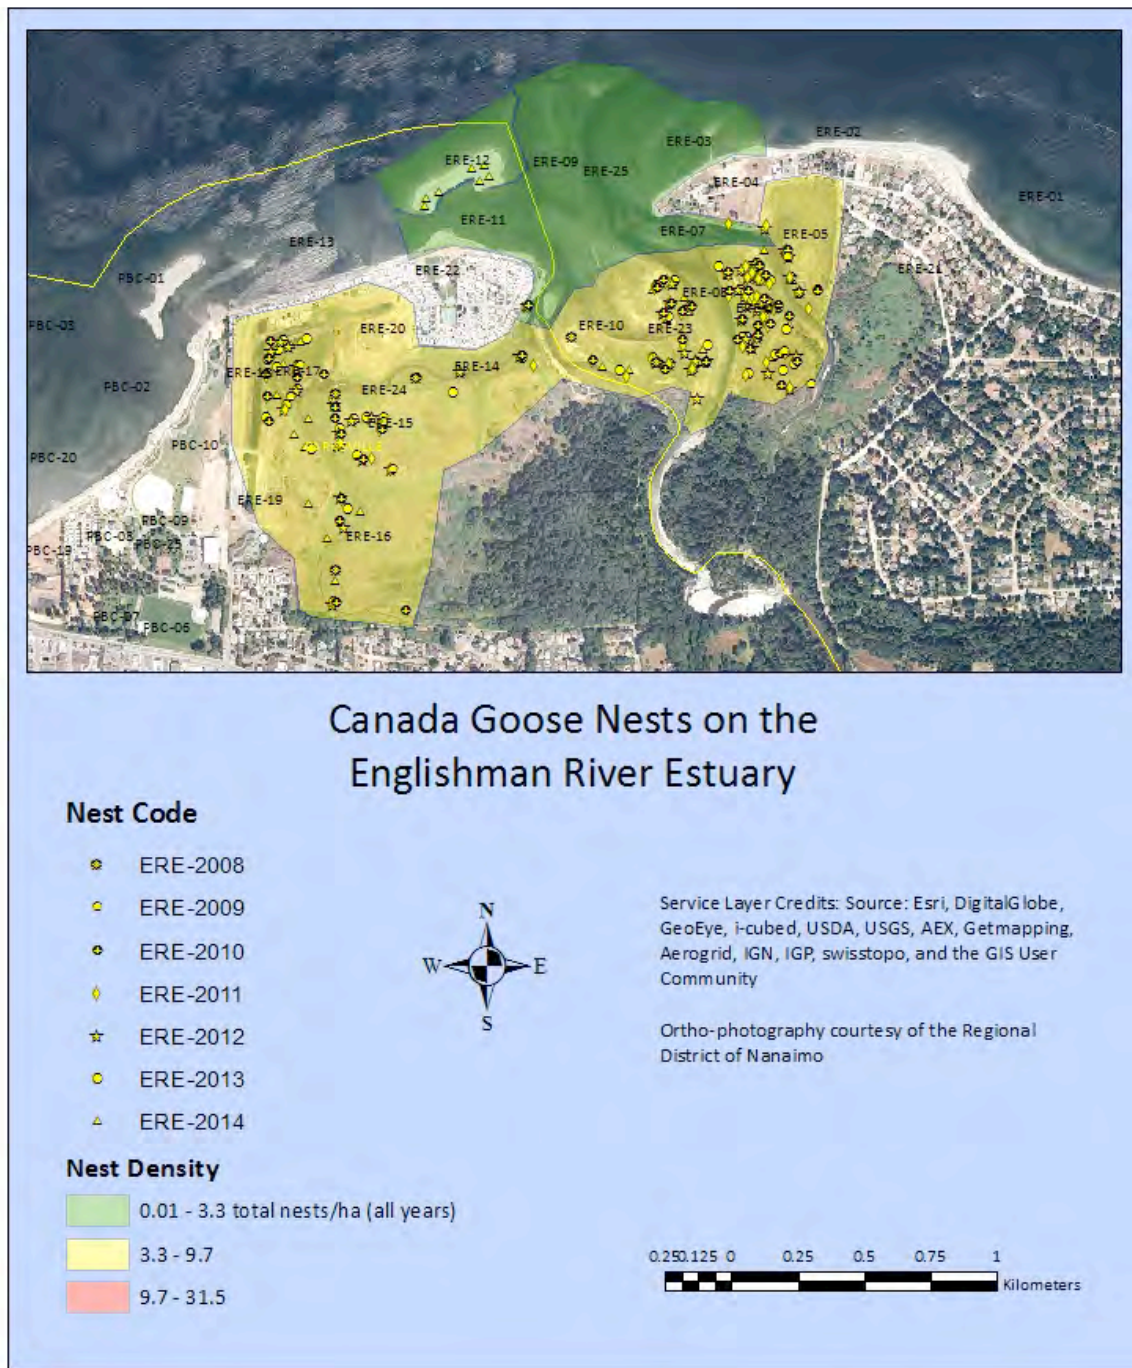 ERE-02
ERE-03
ERE-12
ERE-09
ERE-25
ERE-04
ERE-01
ERE-11
ERE-07
ERE-05
ERE-13
ERE-22
ERE-21
PBC-01
PBC-03
ERE-20
ERE-10
ERE-23
ERE-14
ERE-17
PBC-02
ERE-24
ERE-15
PBC-10
PBC-20
ERE-19
PBC-09
ERE-16
PBC-19
PBC-07
PBC-06
Canada Goose Nests on the
Englishman River Estuary
Nest Code
ERE-2008
ERE-2009
ERE-2010
ERE-2011
ERE-2012
ERE-2013
ERE-2014
N
W E
S
Service Layer Credits: Source: Esri, DigitalGlobe,
GeoEye, i-cubed, USDA, USGS, AEX, Getmapping,
Aerogrid, IGN, IGP, swisstopo, and the GIS User
Community
Ortho-photography courtesy of the Regional
District of Nanaimo
Nest Density
0.01 - 3.3 total nests/ha (all years)
3.3 - 9.7
9.7 - 31.5
0.25 0.125 0 0.25 0.5 0.75 1
Kilometers